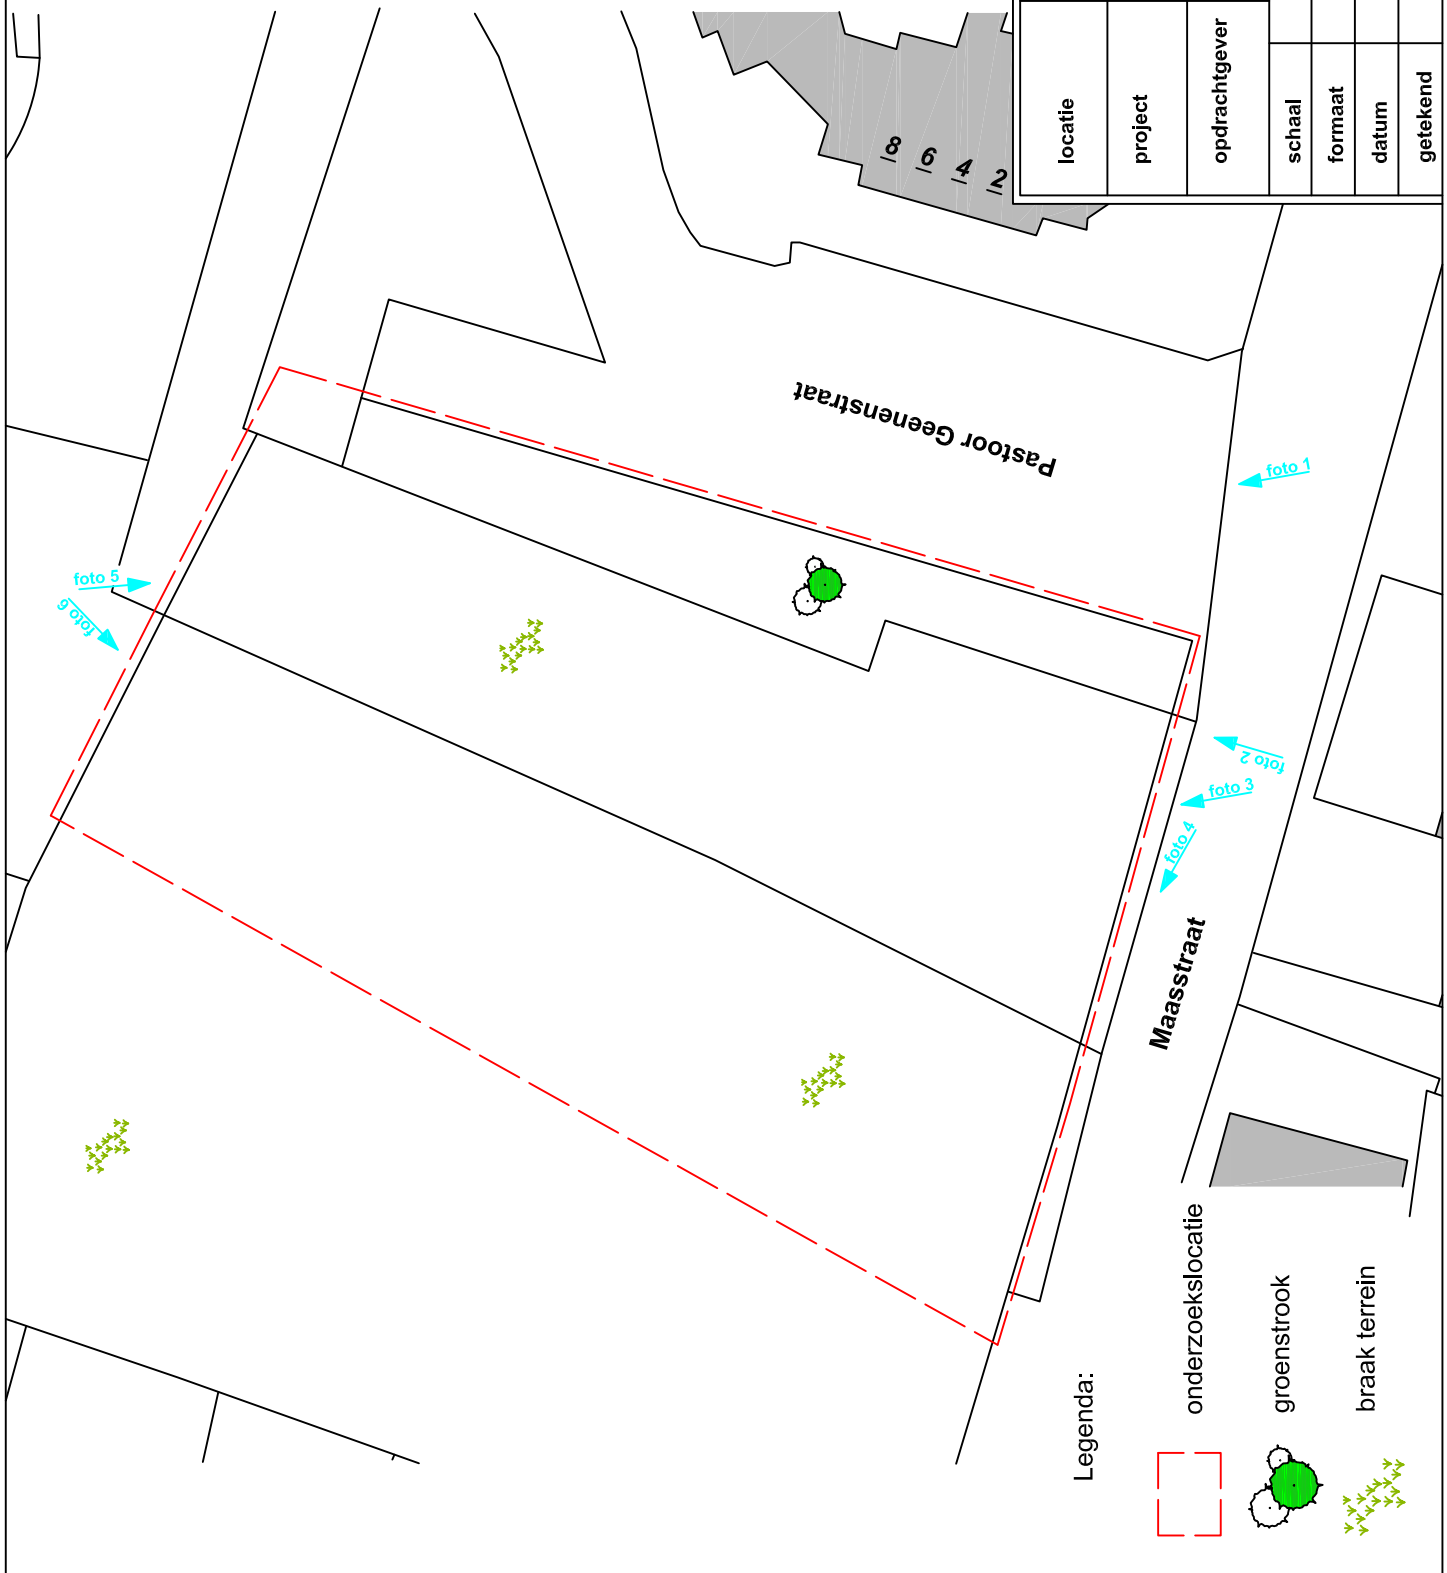 locatie
project
opdrachtgever
schaal
formaat
datum
getekend
8
6
4
2
Pastoor Geenenstraat
Maasstraat
foto 1
foto 2
foto 3
foto 4
foto 5
foto 6
Legenda:
onderzoekslocatie
groenstrook
braak terrein